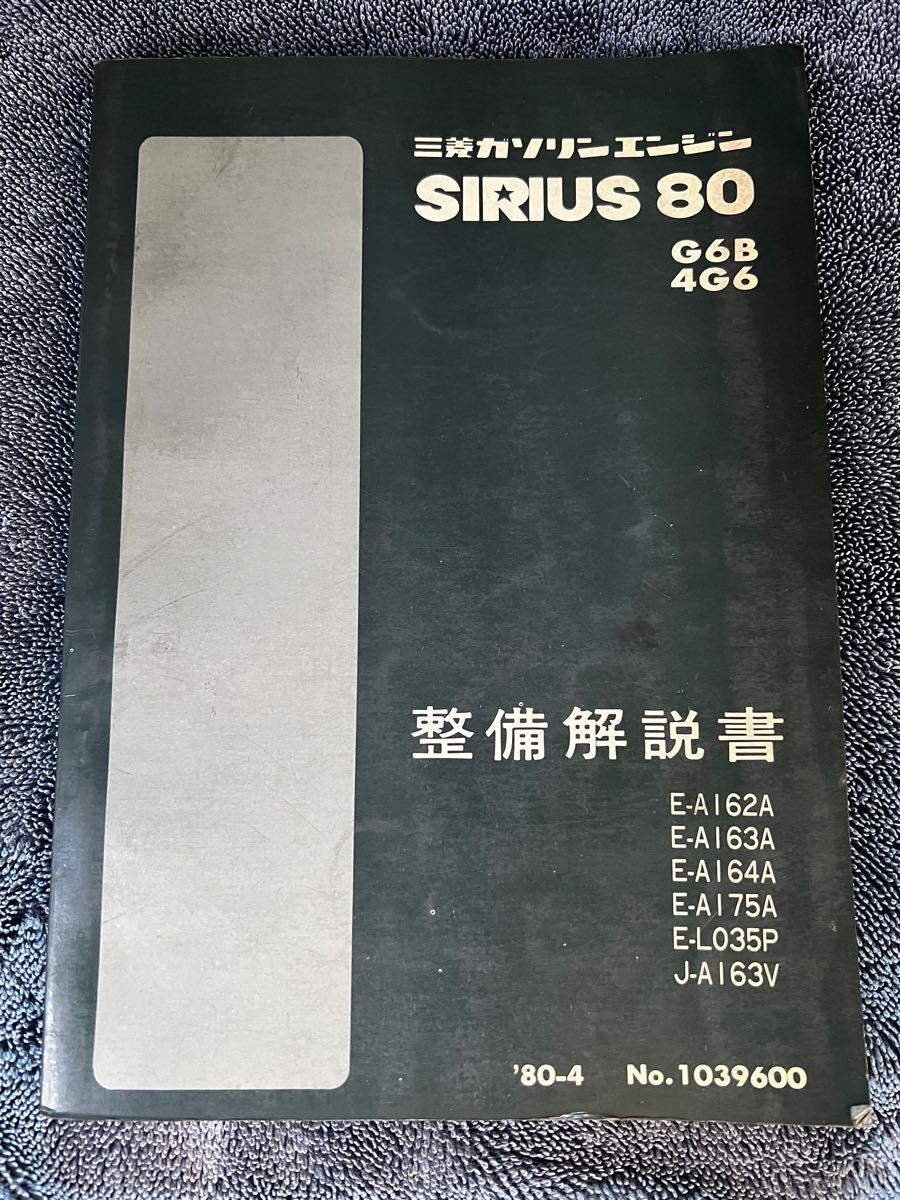 三菱ガソリンエンジン
SIRIUS 80
G6B
4G6
整備解説書
E-A162A
E-A163A
E-A164A
E-A175A
E-L035P
J-A163V
'80-4 No.1039600